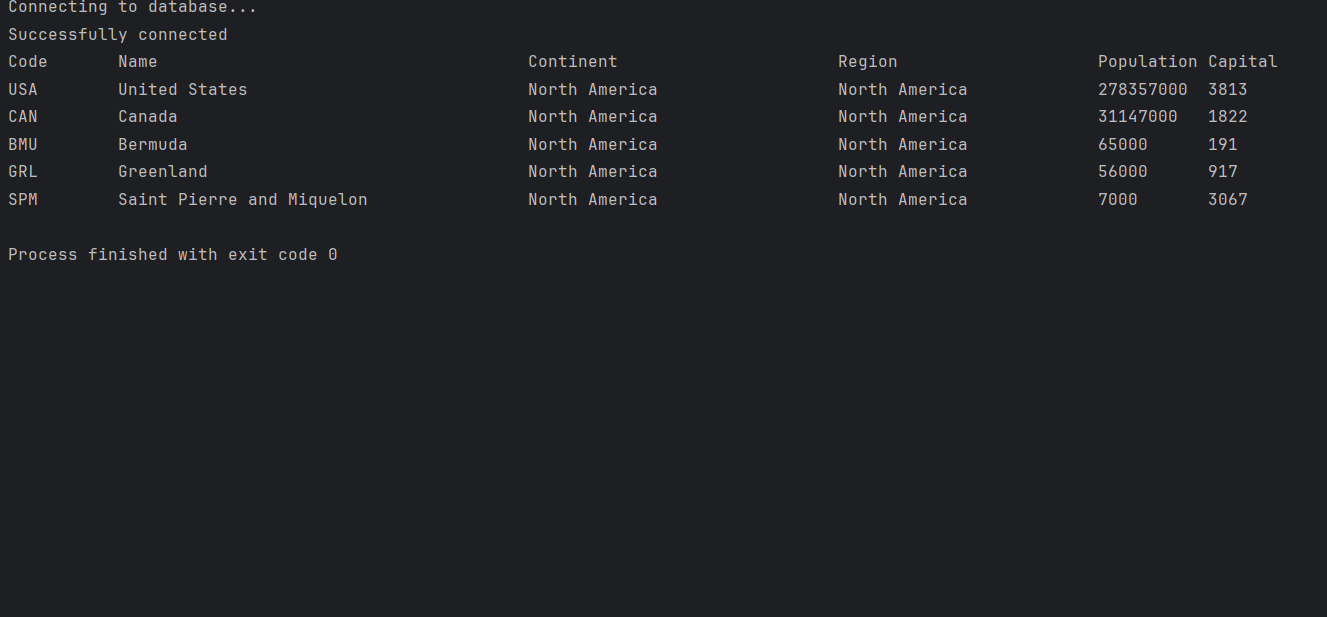 Connecting to database...
Successfully connected
Code Name Continent Region Population Capital
USA United States North America North America 278357000 3813
CAN Canada North America North America 31147000 1822
BMU Bermuda North America North America 65000 191
GRL Greenland North America North America 56000 917
SPM Saint Pierre and Miquelon North America North America 7000 3067
Process finished with exit code 0